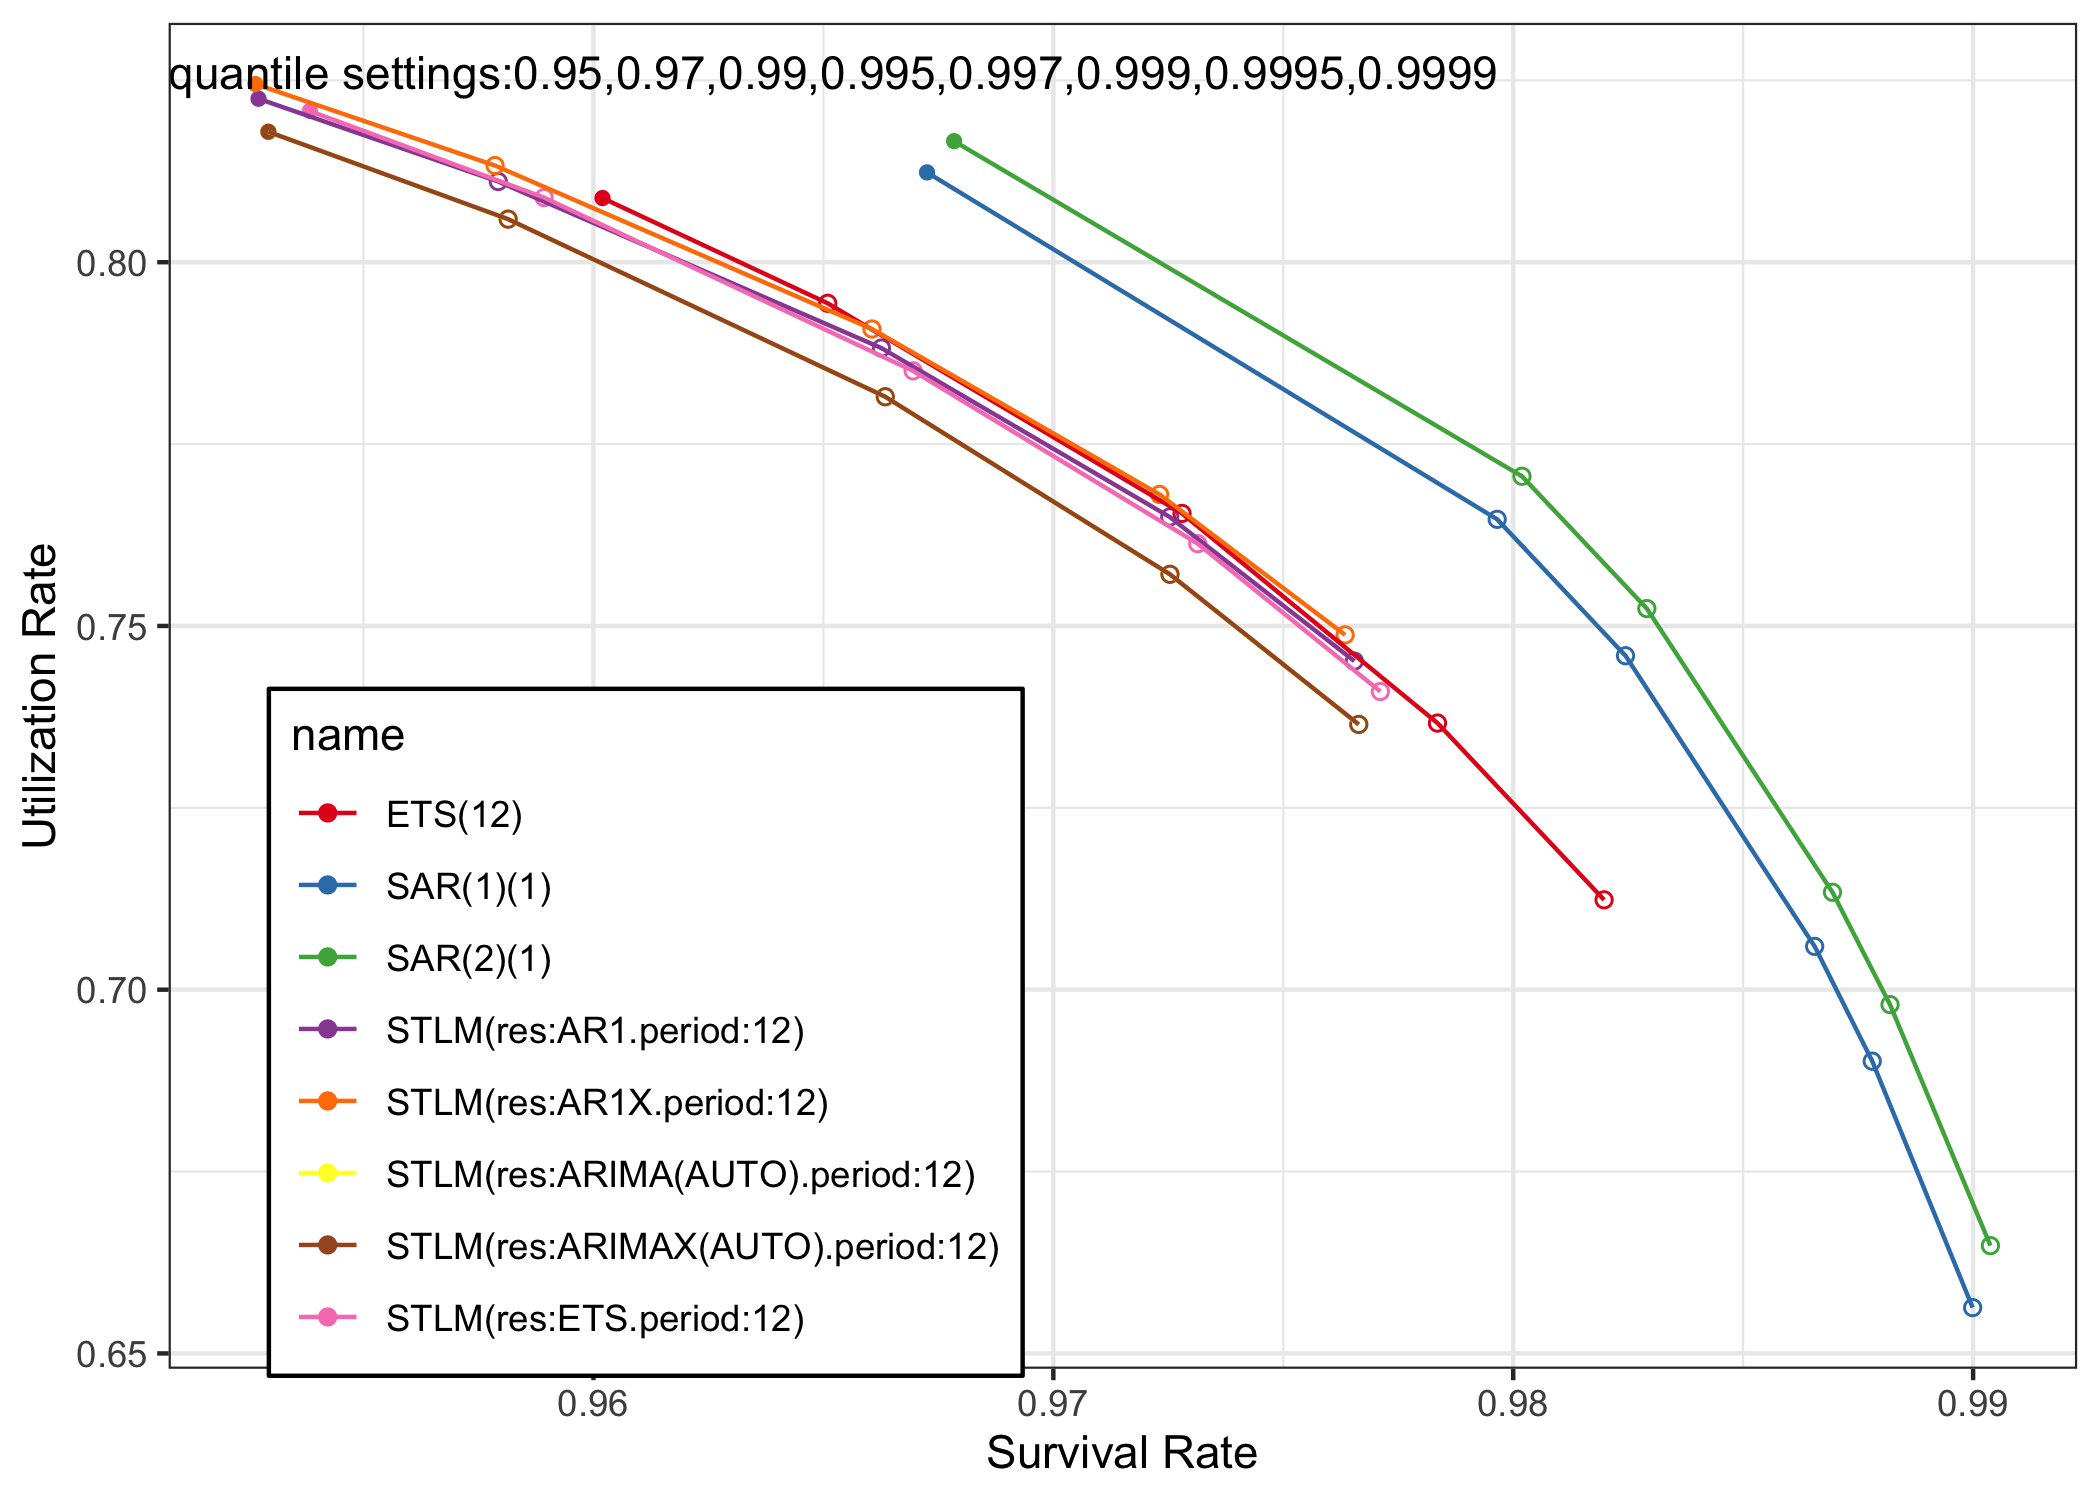 quantile settings:0.95,0.97,0.99,0.995,0.997,0.999,0.9995,0.9999
0.80
0.75
0.70
0.65
Utilization Rate
name
ETS(12)
SAR(1)(1)
SAR(2)(1)
STLM(res:AR1.period:12)
STLM(res:AR1X.period:12)
STLM(res:ARIMA(AUTO).period:12)
STLM(res:ARIMAX(AUTO).period:12)
STLM(res:ETS.period:12)
0.96 0.97 0.98 0.99
Survival Rate